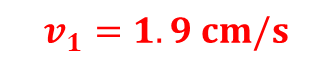 v₁ = 1.9 cm/s